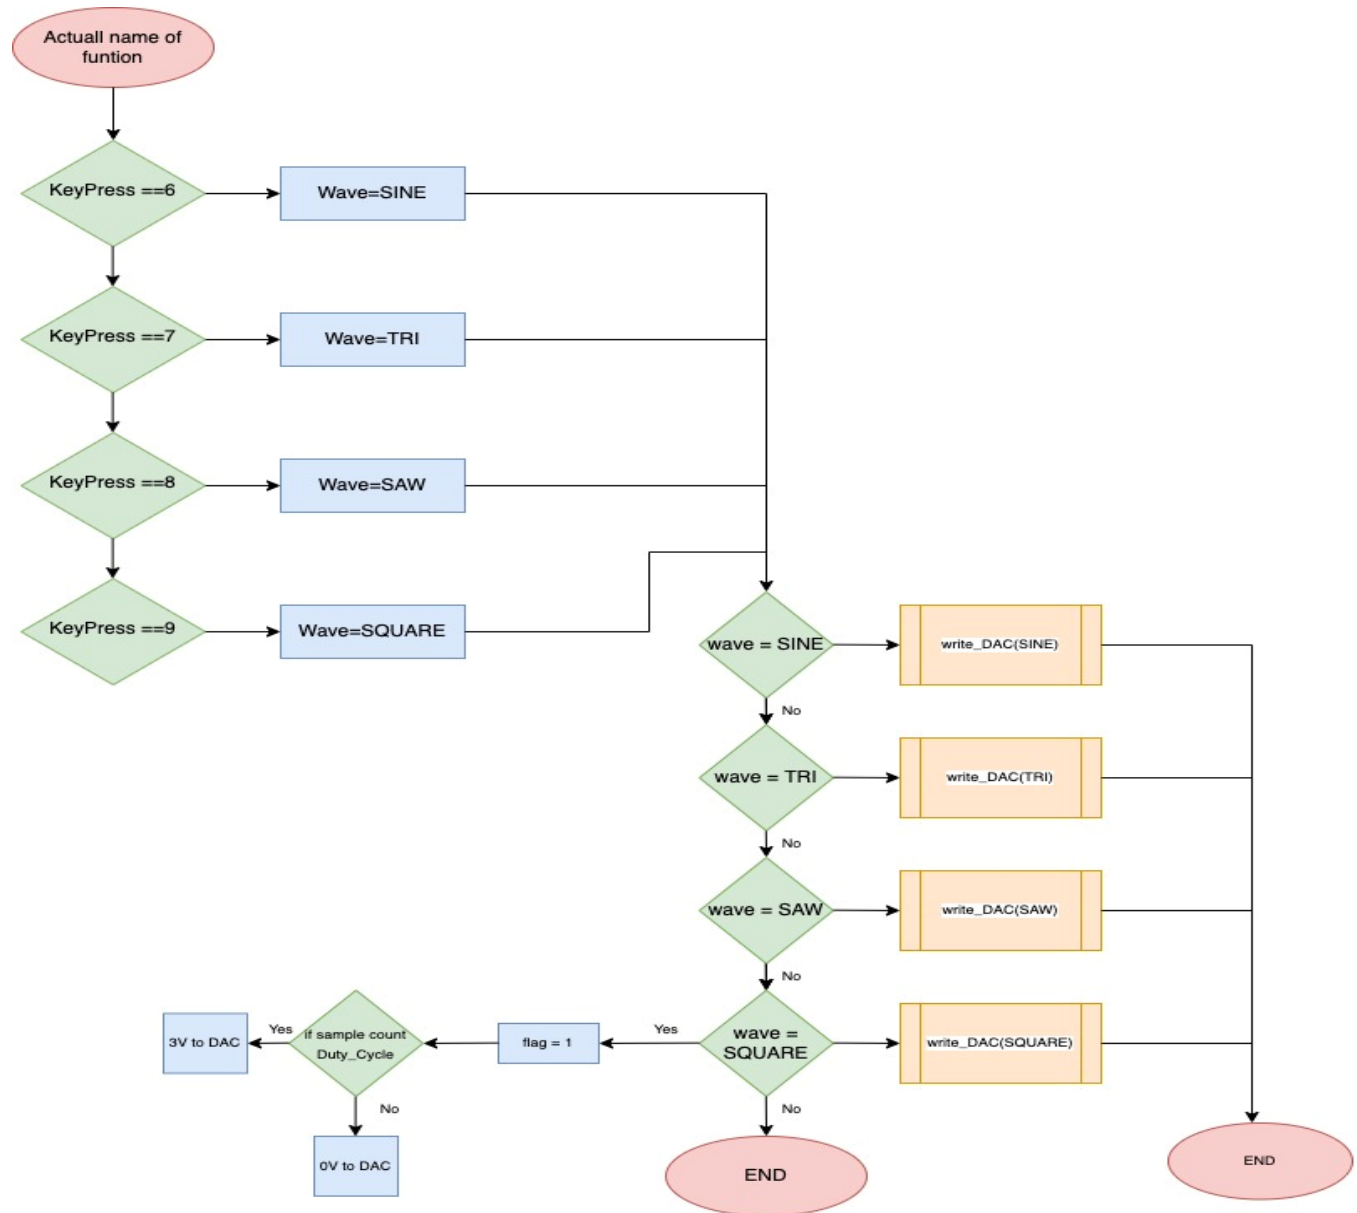 Actuall name of
funtion
KeyPress ==6
Wave=SINE
KeyPress ==7
Wave=TRI
KeyPress ==8
Wave=SAW
KeyPress ==9
Wave=SQUARE
wave = SINE
write_DAC(SINE)
No
wave = TRI
write_DAC(TRI)
No
wave = SAW
write_DAC(SAW)
No
3V to DAC
Yes
if sample count
Duty_Cycle
flag = 1
Yes
wave =
SQUARE
write_DAC(SQUARE)
No
No
0V to DAC
END
END